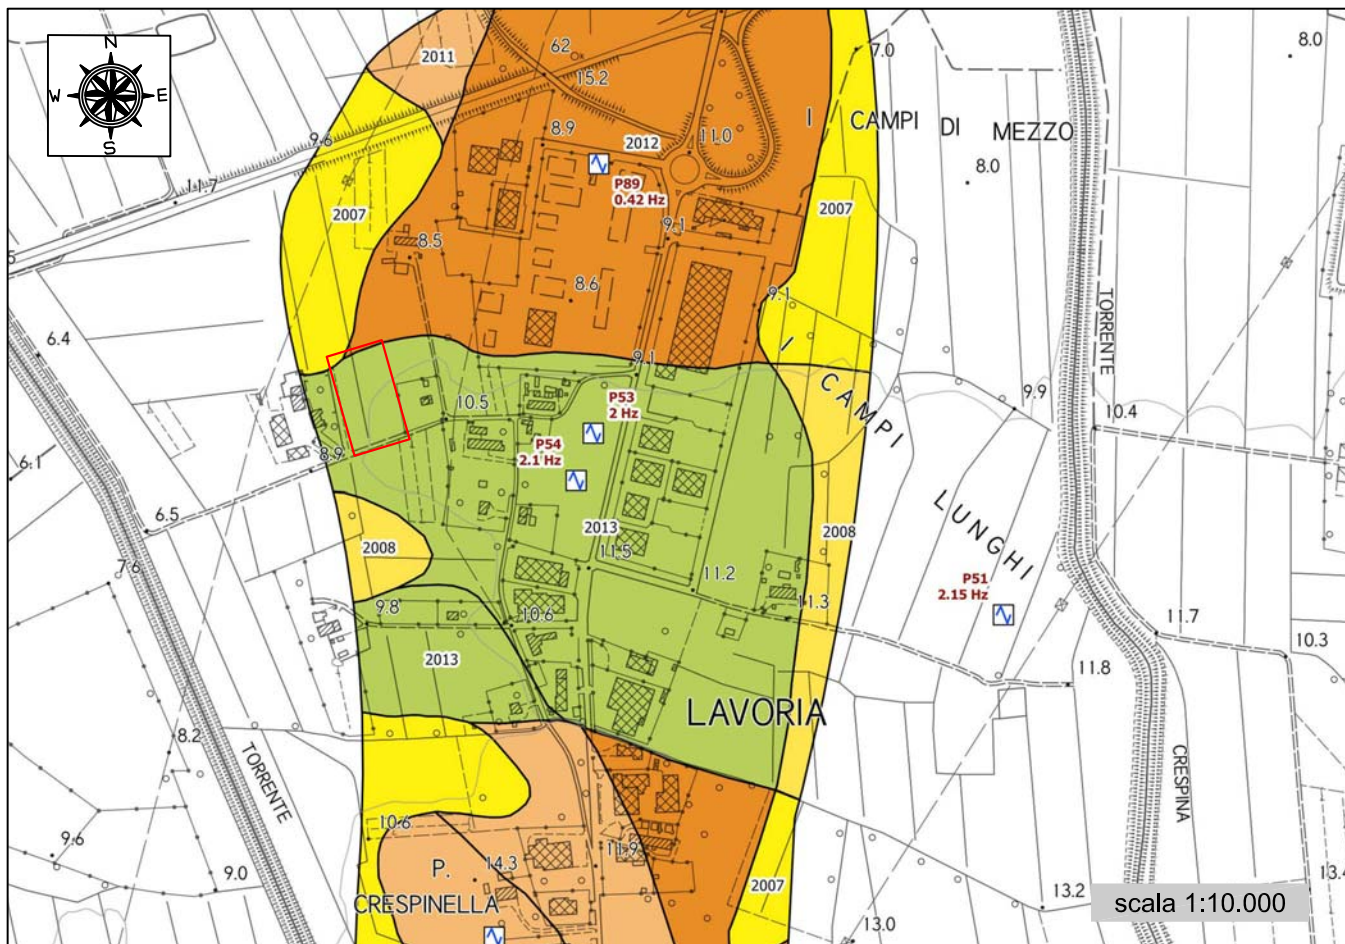 N
W E
S
2011
62
15.2
7.0
8.0
I CAMPI DI MEZZO
9.6
8.9
2012
11.0
8.0
P89
0.42 Hz
11.7
2007
2007
9.1
8.5
5
8.6
9.1
TORRENTE
6.4
9.1
I CAMPI LUNGHI
9.9
10.4
P53
2 Hz
10.5
P54
2.1 Hz
8.9
6.1
6.5
2013
2008
2008
11.5
7.6
11.2
P51
2.15 Hz
11.3
9.8
10.6
11.7
10.3
2013
11.8
LAVORIA
8.2
TORRENTE
CRESPINA
10.6
9.6
11.9
14.3
P.
CRESPINELLA
9.0
2007
13.2
13.4
13.0
scala 1:10.000